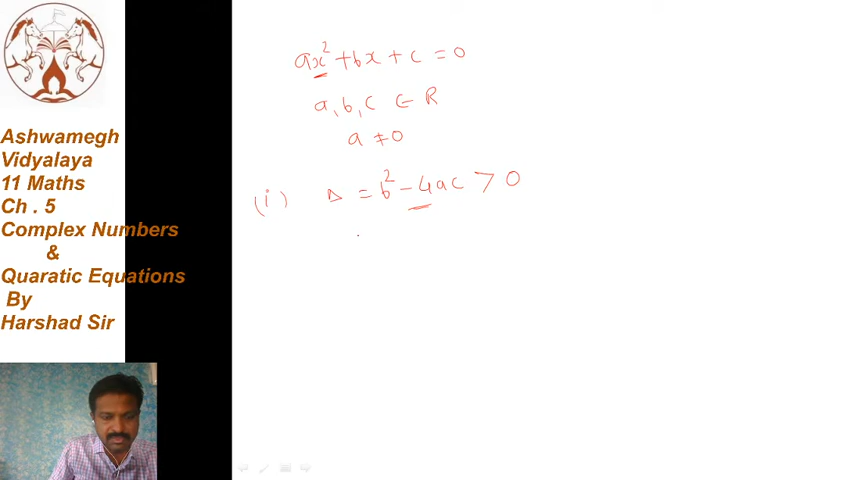 Ashwamegh
Vidyalaya
11 Maths
Ch . 5
Complex Numbers
&
Quaratic Equations
By
Harshad Sir
ax² + bx + c = 0
a, b, c ∈ R
a ≠ 0
(i) Δ = b² - 4ac > 0